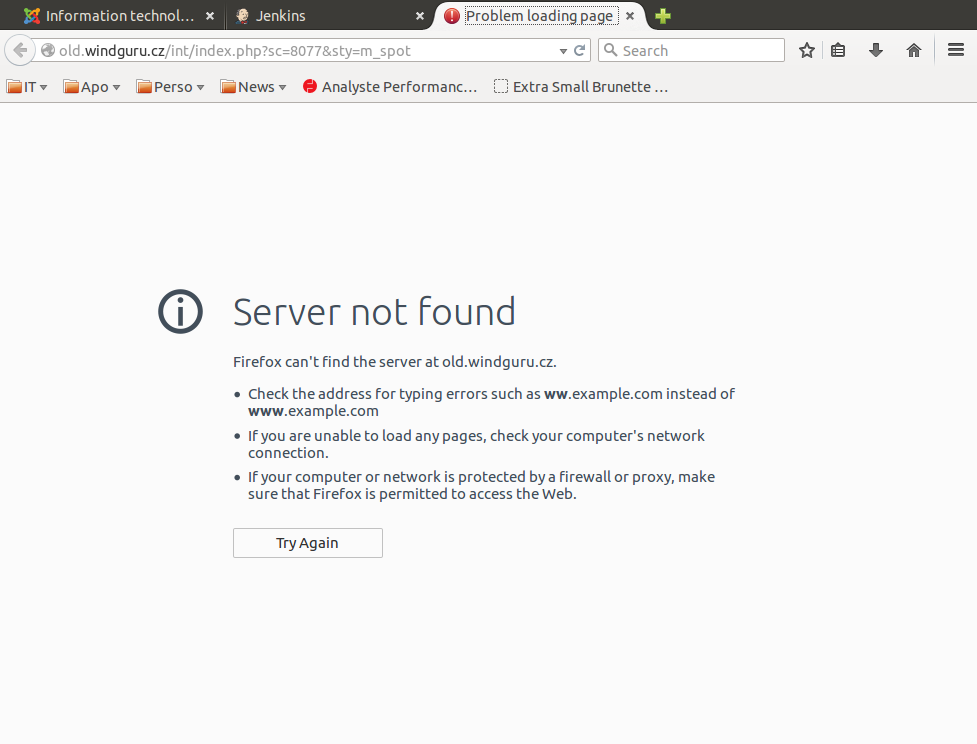 Information technol... Jenkins Problem loading page
old.windguru.cz/int/index.php?sc=8077&sty=m_spot Search
IT Apo Perso News Analyste Performanc... Extra Small Brunette ...
Server not found
Firefox can't find the server at old.windguru.cz.
• Check the address for typing errors such as ww.example.com instead of
www.example.com
• If you are unable to load any pages, check your computer's network
connection.
• If your computer or network is protected by a firewall or proxy, make
sure that Firefox is permitted to access the Web.
Try Again